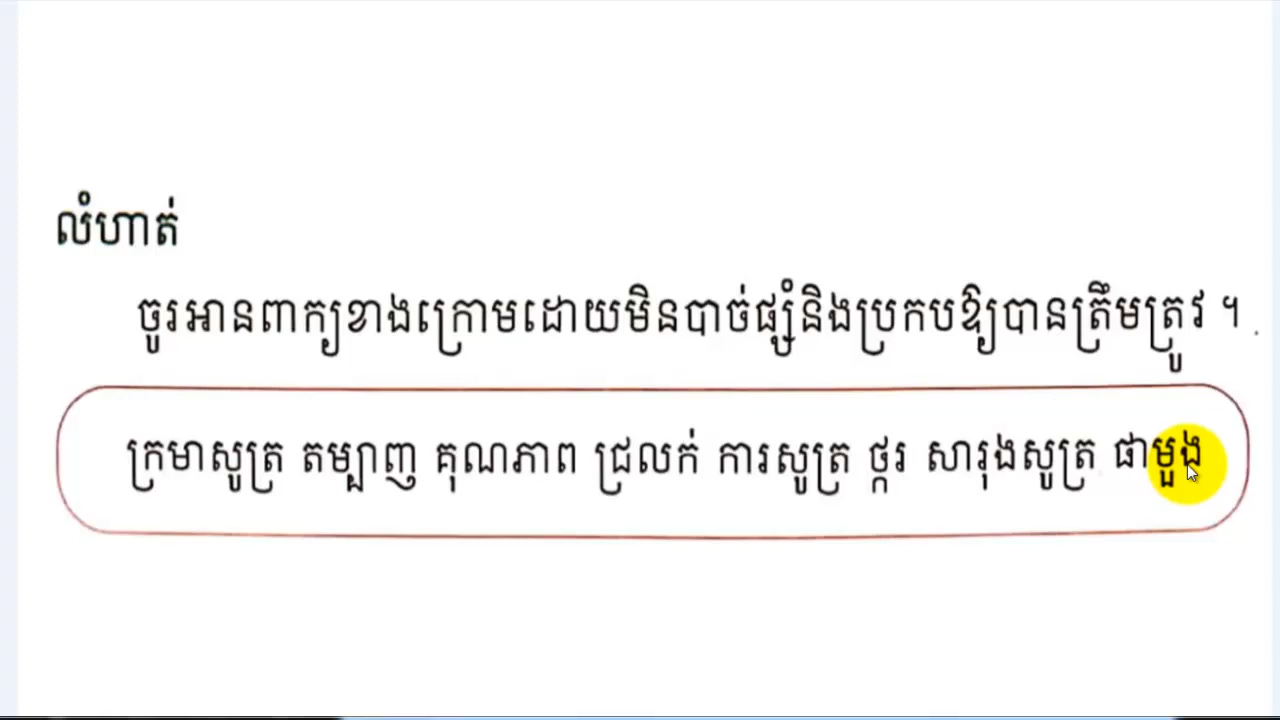 លំហាត់
ចូរអានពាក្យខាងក្រោមដោយមិនបាច់ផ្សំនិងប្រកបឱ្យបានត្រឹមត្រូវ ។
ក្រមាសូត្រ តម្បាញ គុណភាព ជ្រលក់ ការសូត្រ ថ្ករ សារុងសូត្រ ផាមួង